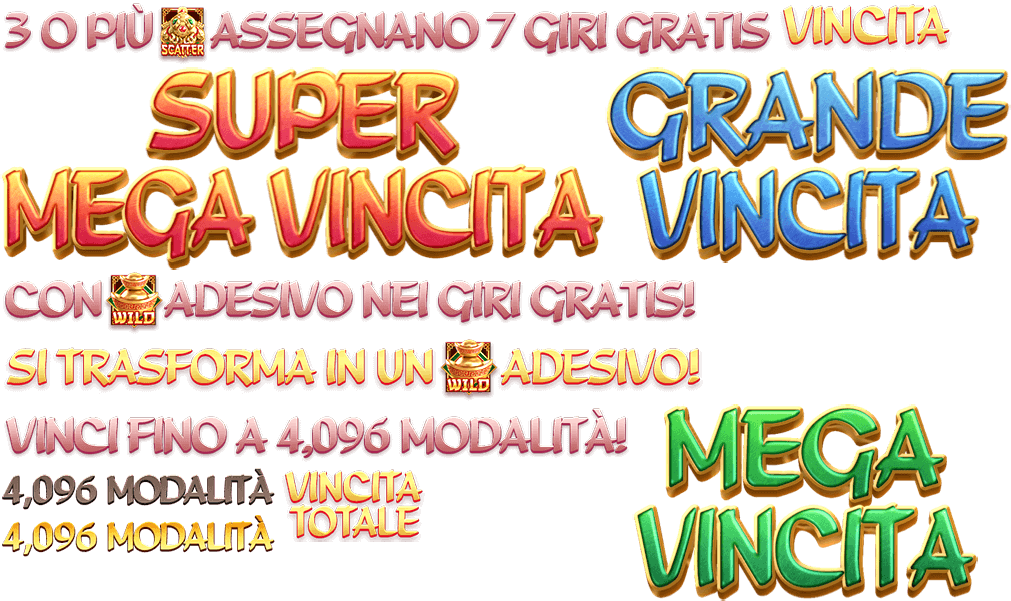 3 O PIÙ SCATTER ASSEGNANO 7 GIRI GRATIS
VINCITA
SUPER
MEGA VINCITA
GRANDE
VINCITA
CON WILD ADESIVO NEI GIRI GRATIS!
SI TRASFORMA IN UN WILD ADESIVO!
VINCI FINO A 4,096 MODALITÀ!
4,096 MODALITÀ
4,096 MODALITÀ
VINCITA
TOTALE
MEGA
VINCITA